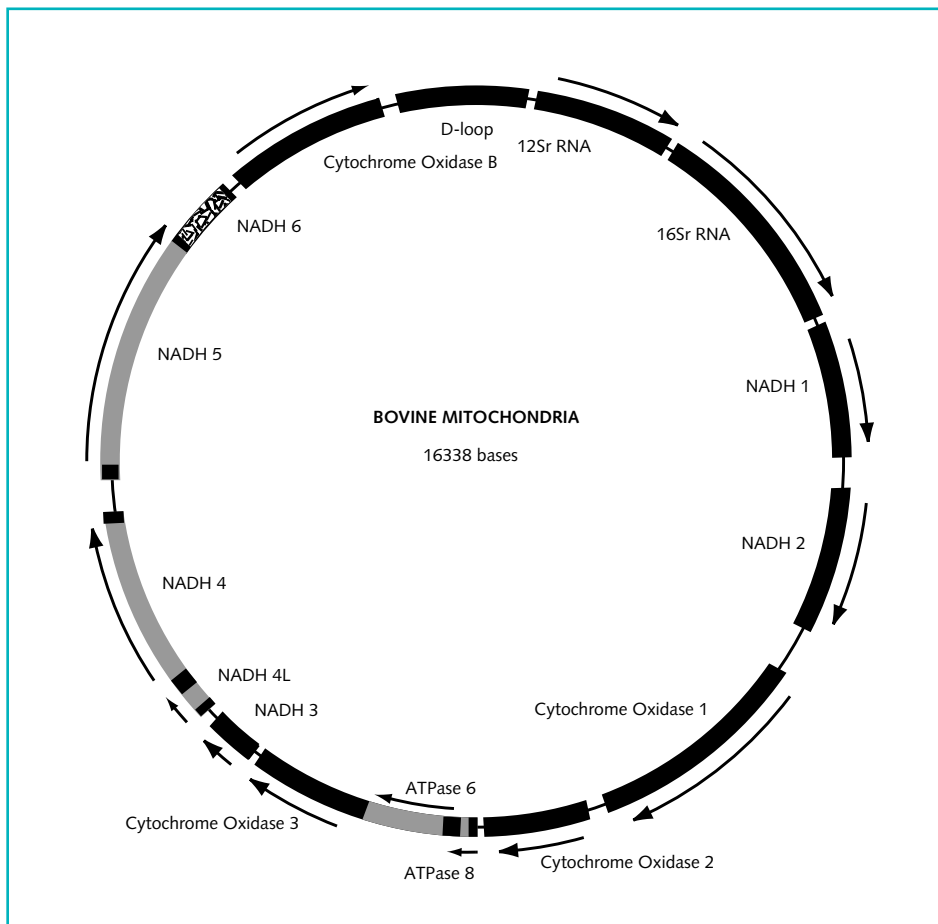 D-loop
12Sr RNA
Cytochrome Oxidase B
NADH 6
16Sr RNA
NADH 5
NADH 1
BOVINE MITOCHONDRIA
16338 bases
NADH 2
NADH 4
NADH 4L
NADH 3
Cytochrome Oxidase 1
ATPase 6
Cytochrome Oxidase 3
Cytochrome Oxidase 2
ATPase 8